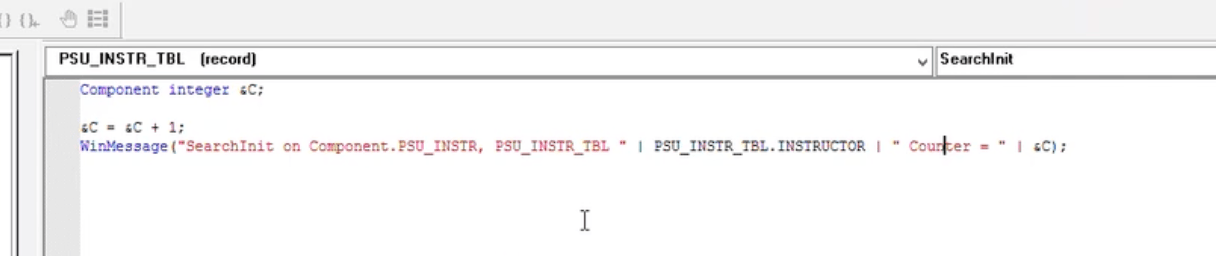 PSU_INSTR_TBL (record)
SearchInit
Component integer &C;
&C = &C + 1;
WinMessage("SearchInit on Component.PSU_INSTR, PSU_INSTR_TBL " | PSU_INSTR_TBL.INSTRUCTOR | " Counter = " | &C);